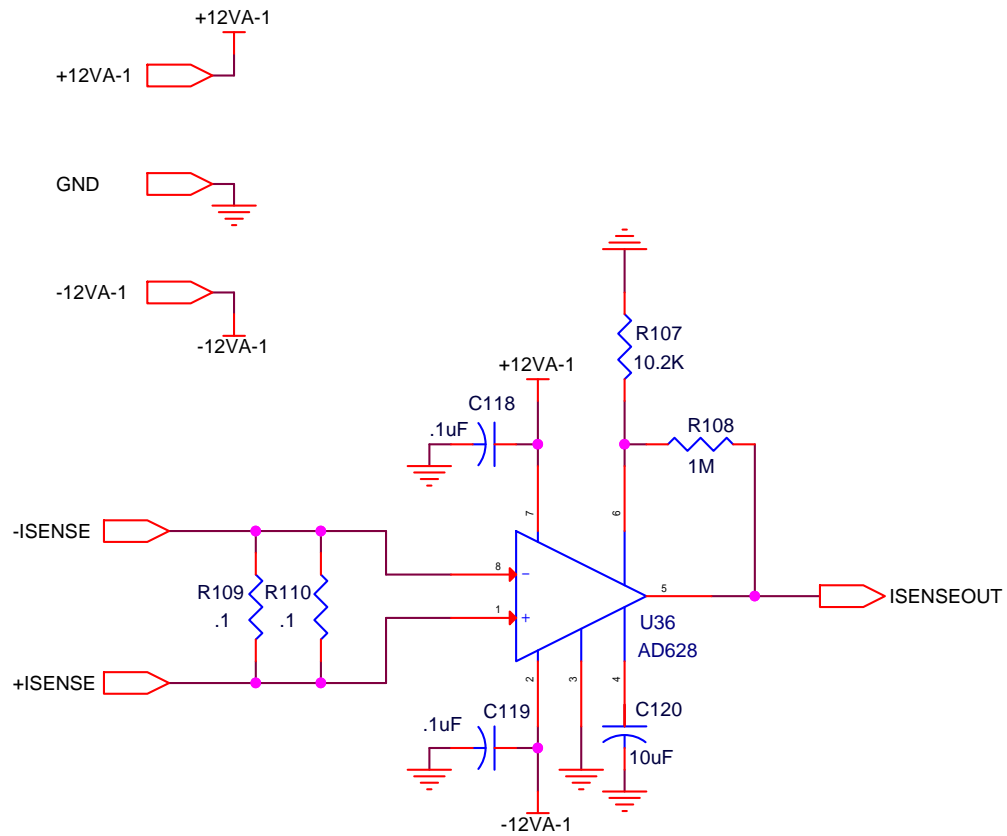 +12VA-1
+12VA-1
GND
-12VA-1
-12VA-1
R107
10.2K
+12VA-1
C118
.1uF
R108
1M
7
6
-ISENSE
8
−
R109
.1
R110
.1
1
+
5
ISENSEOUT
U36
AD628
+ISENSE
2
3
4
C119
.1uF
C120
10uF
-12VA-1